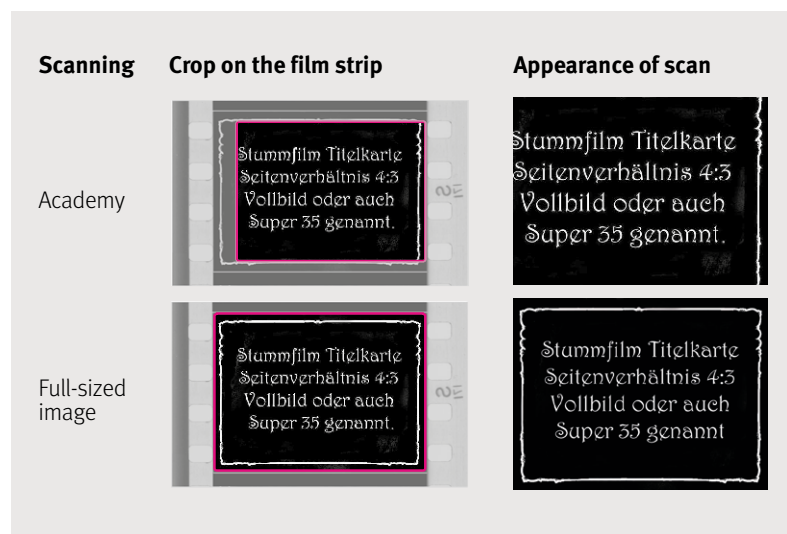 Scanning Crop on the film strip Appearance of scan
Academy
Stummfilm Titelkarte
Seitenverhältnis 4:3
Vollbild oder auch
Super 35 genannt.
Stummfilm Titelkarte
Seitenverhältnis 4:3
Vollbild oder auch
Super 35 genannt.
Full-sized
image
Stummfilm Titelkarte
Seitenverhältnis 4:3
Vollbild oder auch
Super 35 genannt.
Stummfilm Titelkarte
Seitenverhältnis 4:3
Vollbild oder auch
Super 35 genannt